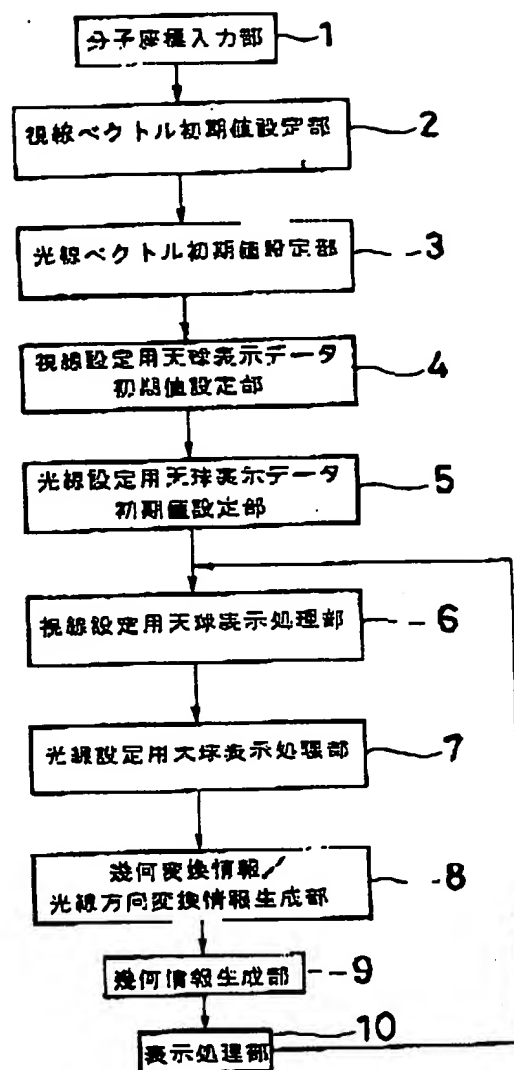 分子座標入力部
1
視線ベクトル初期値設定部
2
光線ベクトル初期値設定部
3
視線設定用天球表示データ
初期値設定部
4
光線設定用天球表示データ
初期値設定部
5
視線設定用天球表示処理部
6
光線設定用天球表示処理部
7
幾何変換情報/
光線方向変換情報生成部
8
幾何情報生成部
9
10
表示処理部